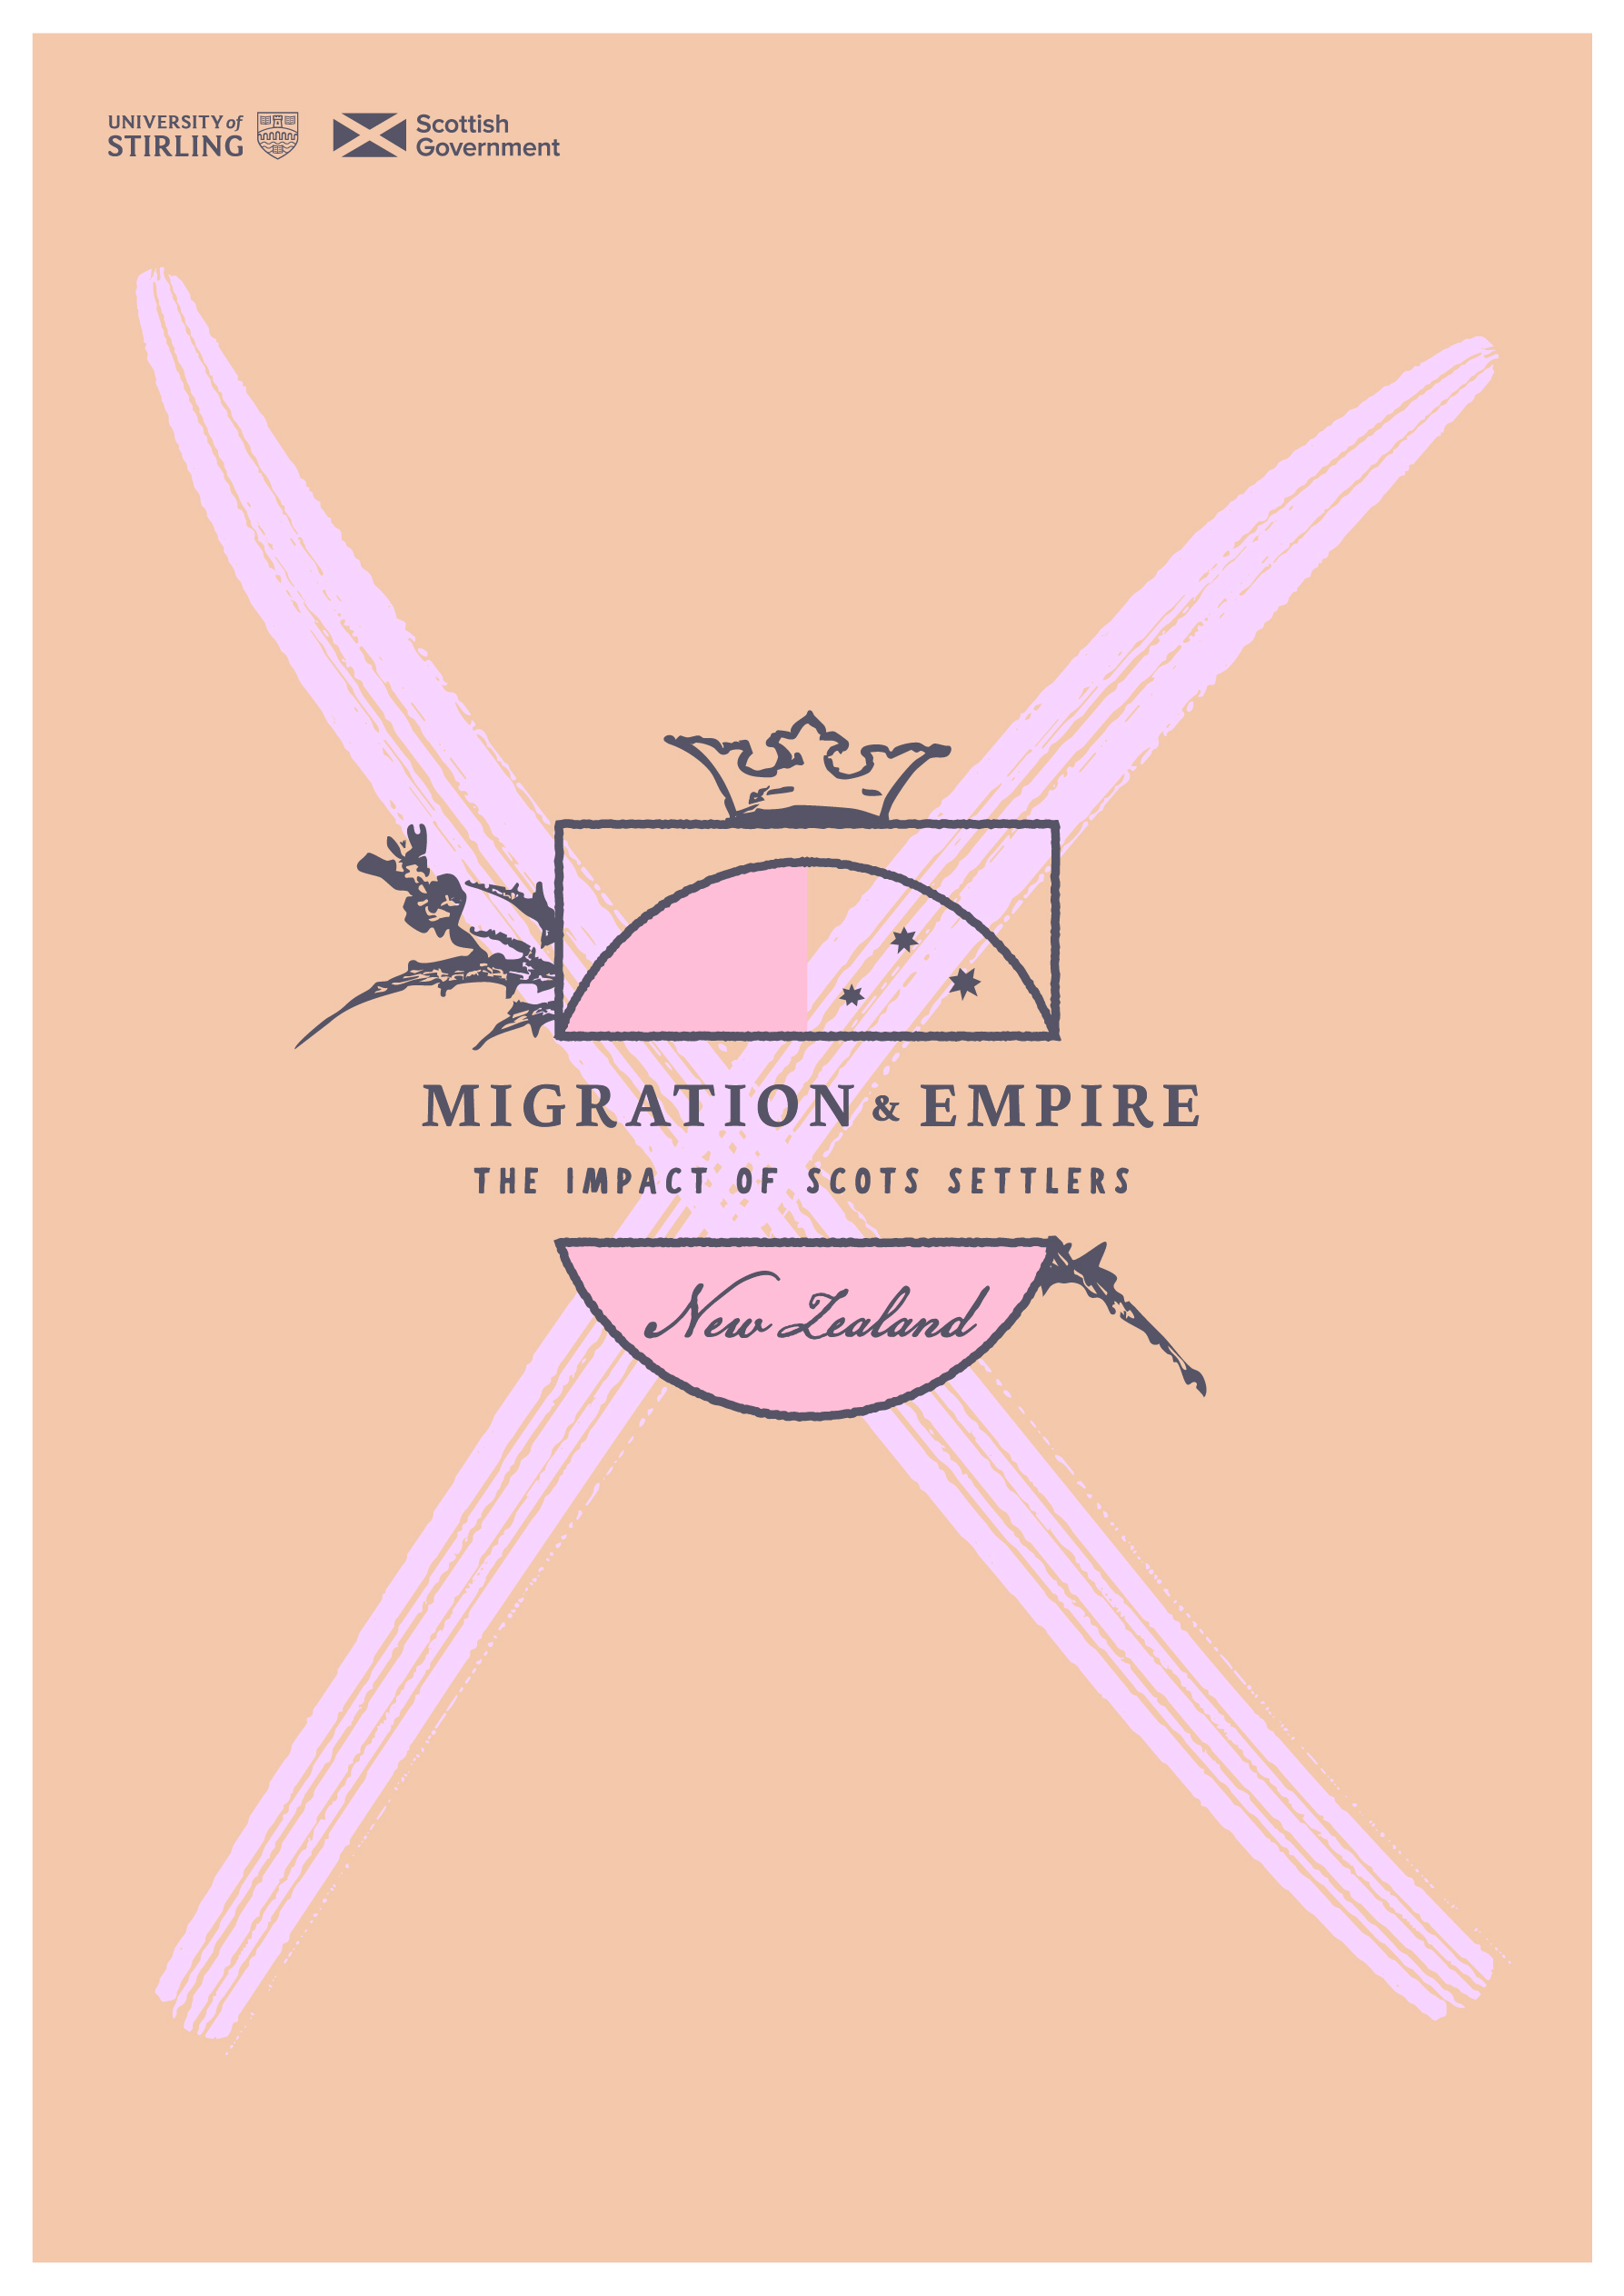 UNIVERSITY of
STIRLING
Scottish
Government
MIGRATION & EMPIRE
THE IMPACT OF SCOTS SETTLERS
New Zealand